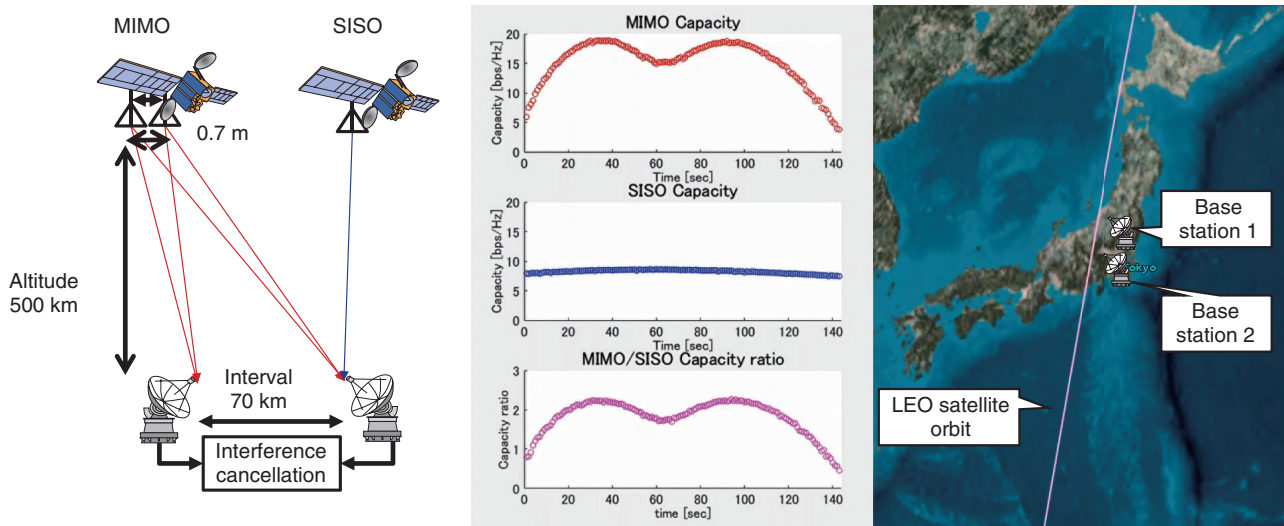 MIMO
SISO
0.7 m
Altitude
500 km
Interval
70 km
Interference
cancellation
MIMO Capacity
Capacity [bps/Hz]
20
15
10
5
0
0 20 40 60 80 100 120 140
Time [sec]
SISO Capacity
Capacity [bps/Hz]
20
15
10
5
0
0 20 40 60 80 100 120 140
Time [sec]
MIMO/SISO Capacity ratio
Capacity ratio
3
2
1
0
0 20 40 60 80 100 120 140
time [sec]
Base
station 1
Tokyo
Base
station 2
LEO satellite
orbit